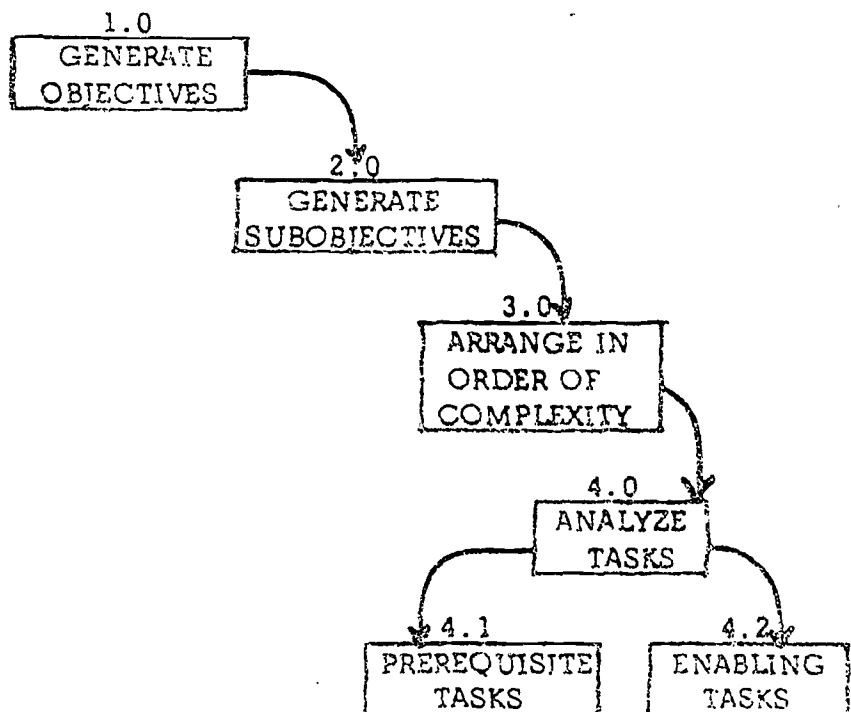 1.0
GENERATE
OBJECTIVES
2.0
GENERATE
SUBOBJECTIVES
3.0
ARRANGE IN
ORDER OF
COMPLEXITY
4.0
ANALYZE
TASKS
4.1
PREREQUISITE
TASKS
4.2
ENABLING
TASKS